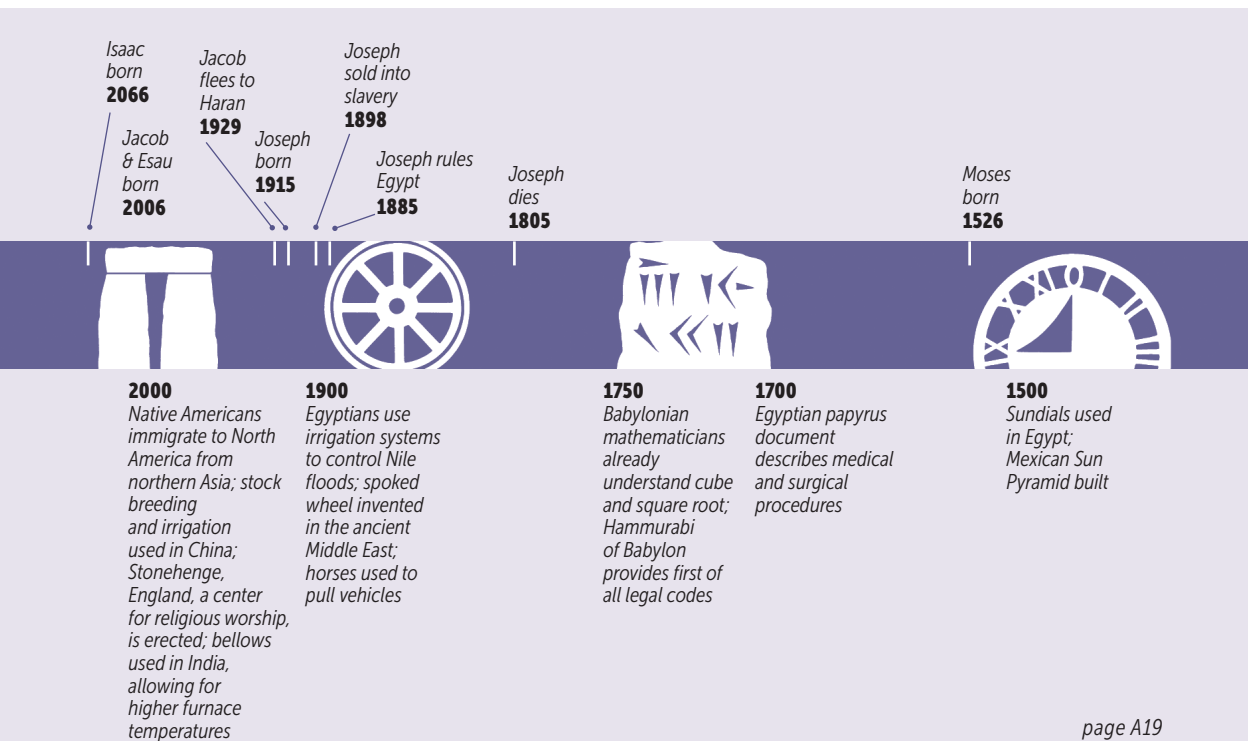 Isaac
born
2066
Jacob
& Esau
born
2006
Jacob
flees to
Haran
1929
Joseph
born
1915
Joseph
sold into
slavery
1898
Joseph rules
Egypt
1885
Joseph
dies
1805
Moses
born
1526
2000
Native Americans
immigrate to North
America from
northern Asia; stock
breeding
and irrigation
used in China;
Stonehenge,
England, a center
for religious worship,
is erected; bellows
used in India,
allowing for
higher furnace
temperatures
1900
Egyptians use
irrigation systems
to control Nile
floods; spoked
wheel invented
in the ancient
Middle East;
horses used to
pull vehicles
1750
Babylonian
mathematicians
already
understand cube
and square root;
Hammurabi
of Babylon
provides first of
all legal codes
1700
Egyptian papyrus
document
describes medical
and surgical
procedures
1500
Sundials used
in Egypt;
Mexican Sun
Pyramid built
page A19